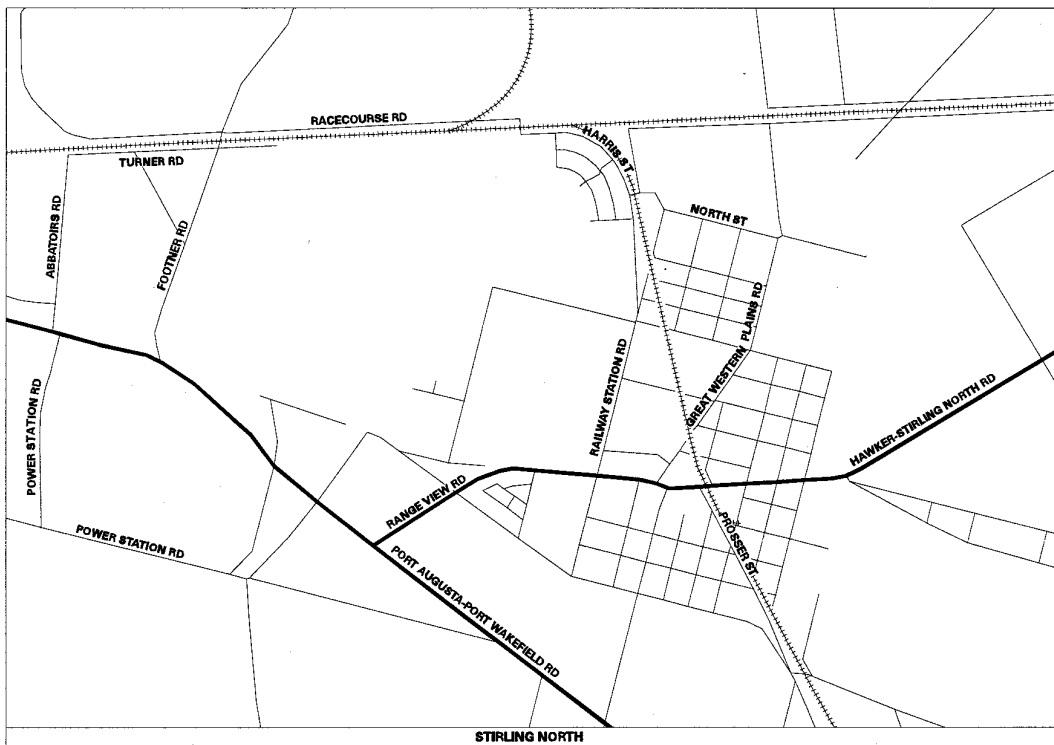 RACECOURSE RD
HARRIS ST
TURNER RD
ABBATOIRS RD
FOOTNER RD
NORTH ST
GREAT WESTERN PLAINS RD
RAILWAY STATION RD
HAWKER-STIRLING NORTH RD
POWER STATION RD
RANGE VIEW RD
POWER STATION RD
PROSSER ST
PORT AUGUSTA-PORT WAKEFIELD RD
STIRLING NORTH